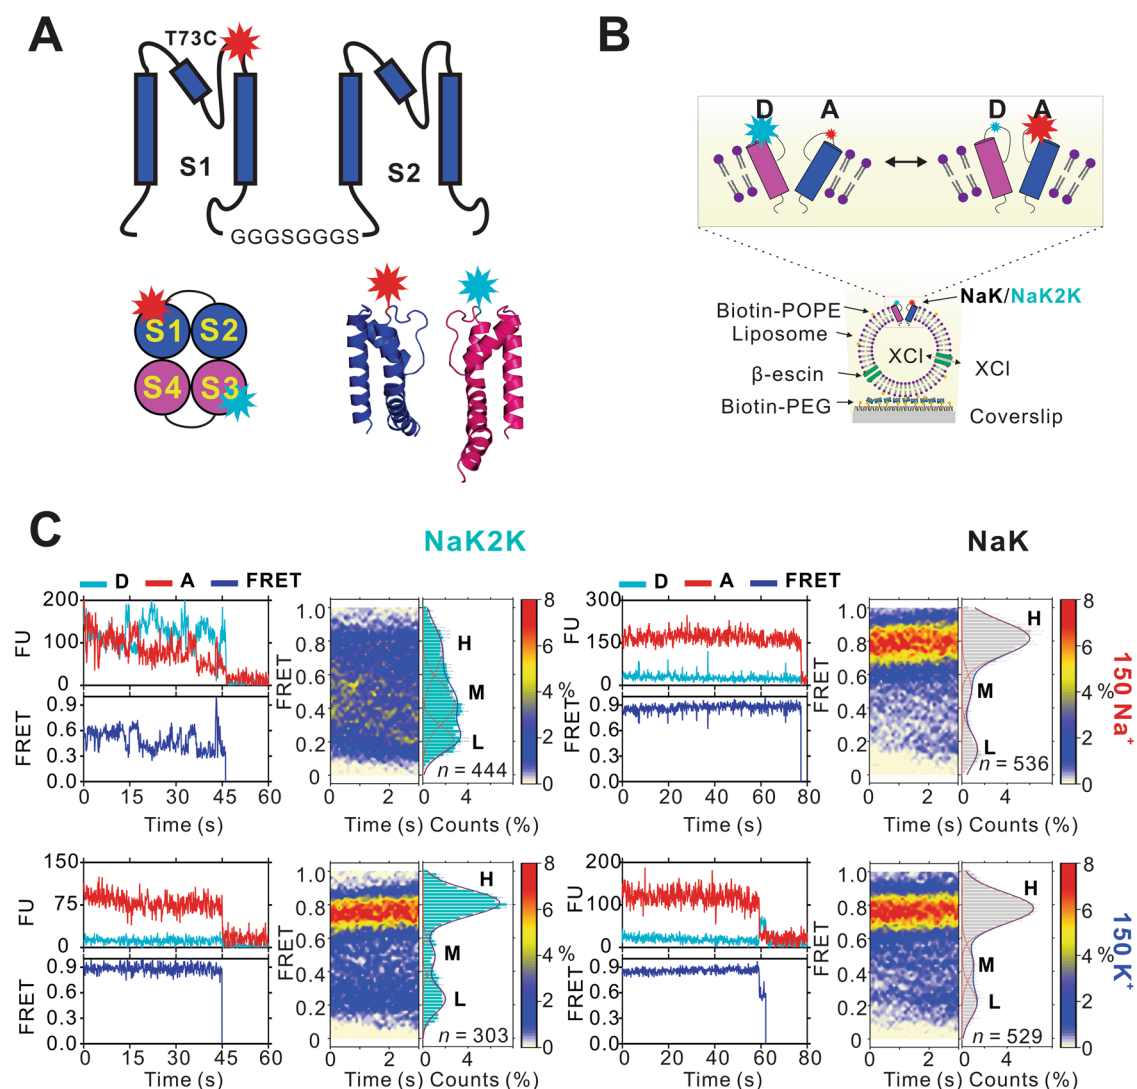 A
T73C
S1
S2
GGGSGGGS
S1 S2
S4 S3
B
D A D A
NaK/NaK2K
Biotin-POPE
Liposome
XCl
XCl
β-escin
Biotin-PEG
Coverslip
C
NaK2K
NaK
D A FRET
D A FRET
200
100
0
FU
0.9
0.6
0.3
0.0
FRET
0 15 30 45 60
Time (s)
1.0
0.8
0.6
0.4
0.2
0
FRET
0 2
Time (s)
H
M
L
n = 444
0 4
Counts (%)
8
6
4 %
2
0
300
150
0
FU
0.9
0.6
0.3
0.0
FRET
0 20 40 60 80
Time (s)
1.0
0.8
0.6
0.4
0.2
0
FRET
0 2
Time (s)
H
M
L
n = 536
0 4
Counts (%)
8
6
4 %
2
0
150 Na⁺
150
75
0
FU
0.9
0.6
0.3
0.0
FRET
0 15 30 45 60
Time (s)
1.0
0.8
0.6
0.4
0.2
0
FRET
0 2
Time (s)
H
M
L
n = 303
0 4
Counts (%)
8
6
4 %
2
0
200
100
0
FU
0.9
0.6
0.3
0.0
FRET
0 20 40 60 80
Time (s)
1.0
0.8
0.6
0.4
0.2
0
FRET
0 2
Time (s)
H
M
L
n = 529
0 4
Counts (%)
8
6
4 %
2
0
150 K⁺